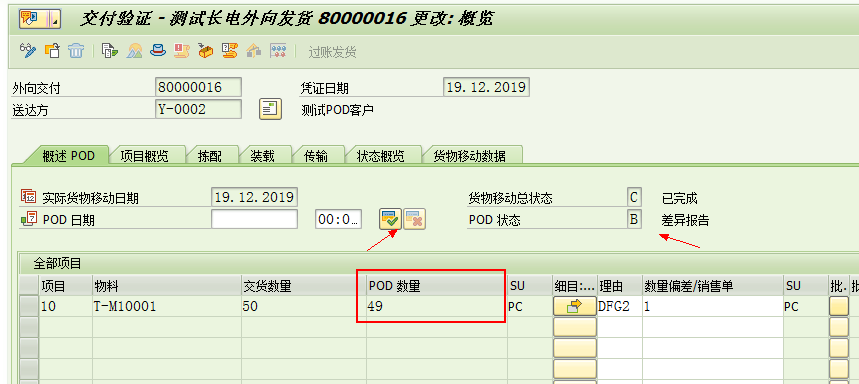 交付验证 - 测试长电外向发货 80000016 更改: 概览
过账发货
外向交付 80000016 凭证日期 19.12.2019
送达方 Y-0002 测试POD客户
概述 POD 项目概览 拣配 装载 传输 状态概览 货物移动数据
实际货物移动日期 19.12.2019 货物移动总状态 C 已完成
POD 日期 00:0… POD 状态 B 差异报告
全部项目
项目 物料 交货数量 POD 数量 SU 细目:… 理由 数量偏差/销售单 SU 批. 批
10 T-M10001 50 49 PC DFG2 1 PC